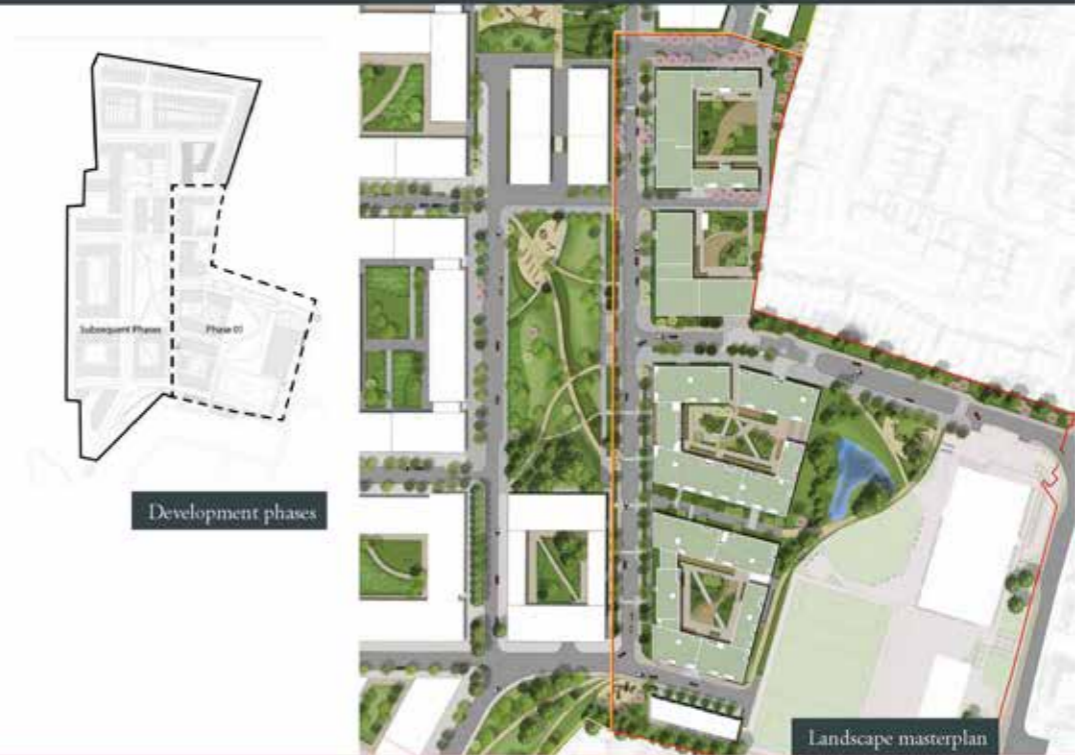 Subsequent Phases
Phase 01
Development phases
Landscape masterplan